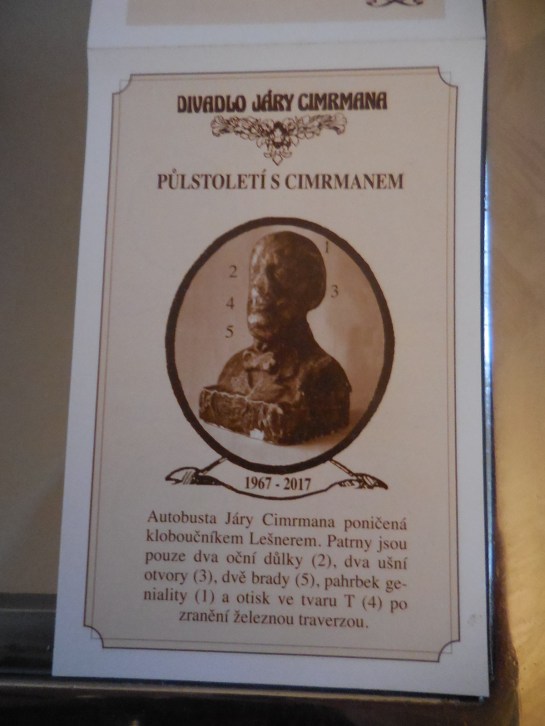 DIVADLO JÁRY CIMRMANA
PŮLSTOLETÍ S CIMRMANEM
1
2
3
4
5
1967 - 2017
Autobusta Járy Cimrmana poničená
kloboučníkem Lešnerem. Patrny jsou
pouze dva oční důlky (2), dva ušní
otvory (3), dvě brady (5), pahrbek ge-
niality (1) a otisk ve tvaru T (4) po
zranění železnou traverzou.